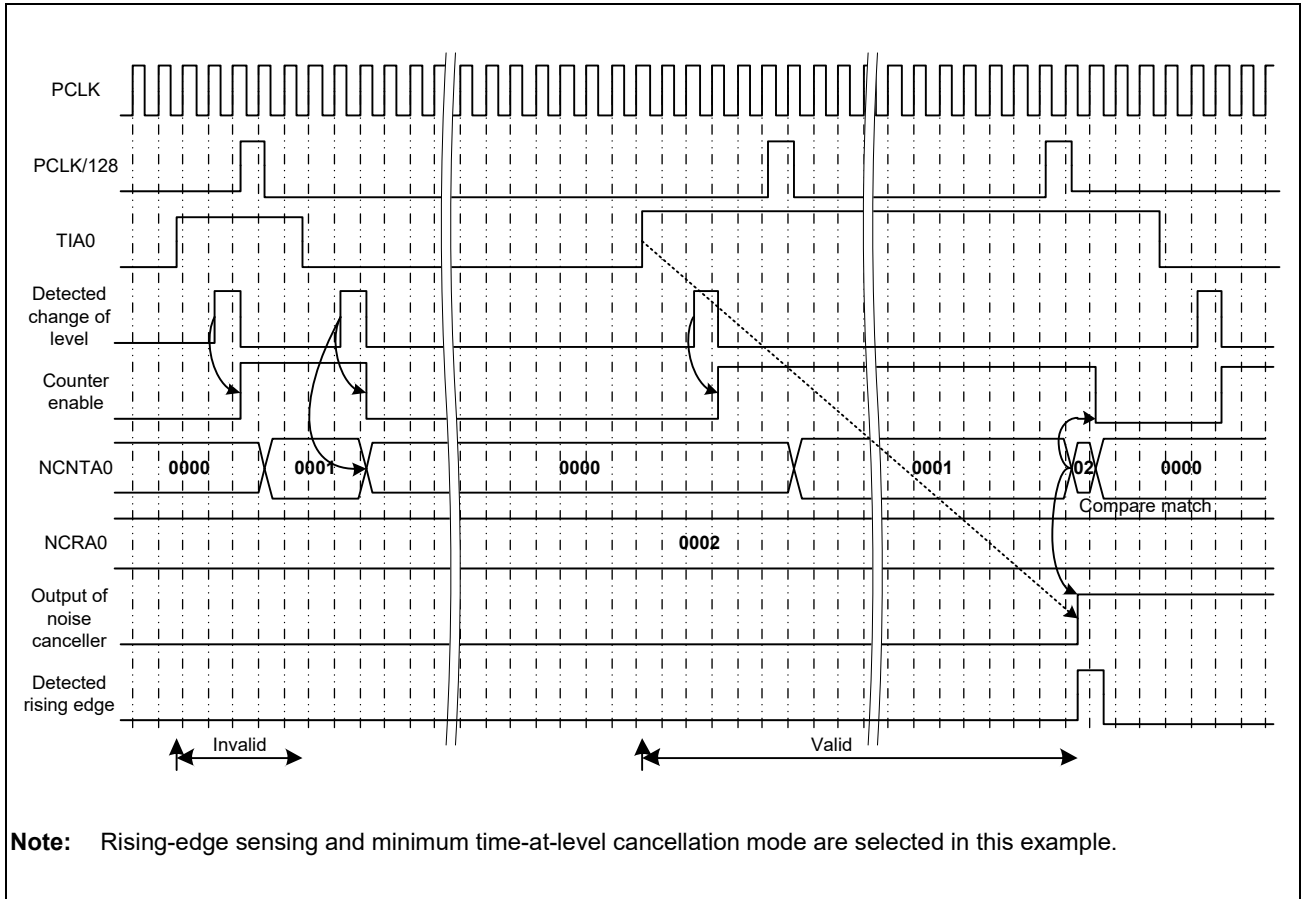 PCLK
PCLK/128
TIA0
Detected
change of
level
Counter
enable
NCNTA0
0000
0001
0000
0001
02
0000
Compare match
NCRA0
0002
Output of
noise
canceller
Detected
rising edge
Invalid
Valid
Note: Rising-edge sensing and minimum time-at-level cancellation mode are selected in this example.